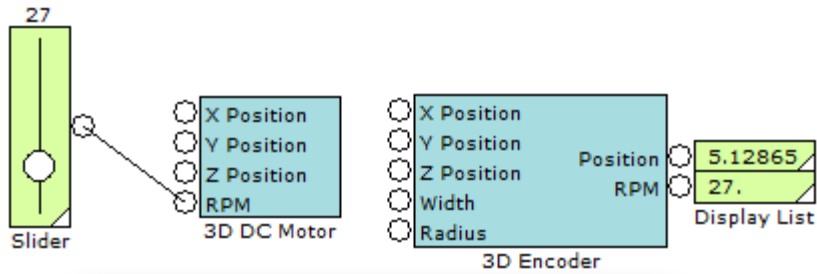 27
Slider
X Position
Y Position
Z Position
RPM
3D DC Motor
X Position
Y Position
Z Position
Width
Radius
Position
RPM
3D Encoder
5.12865
27.
Display List